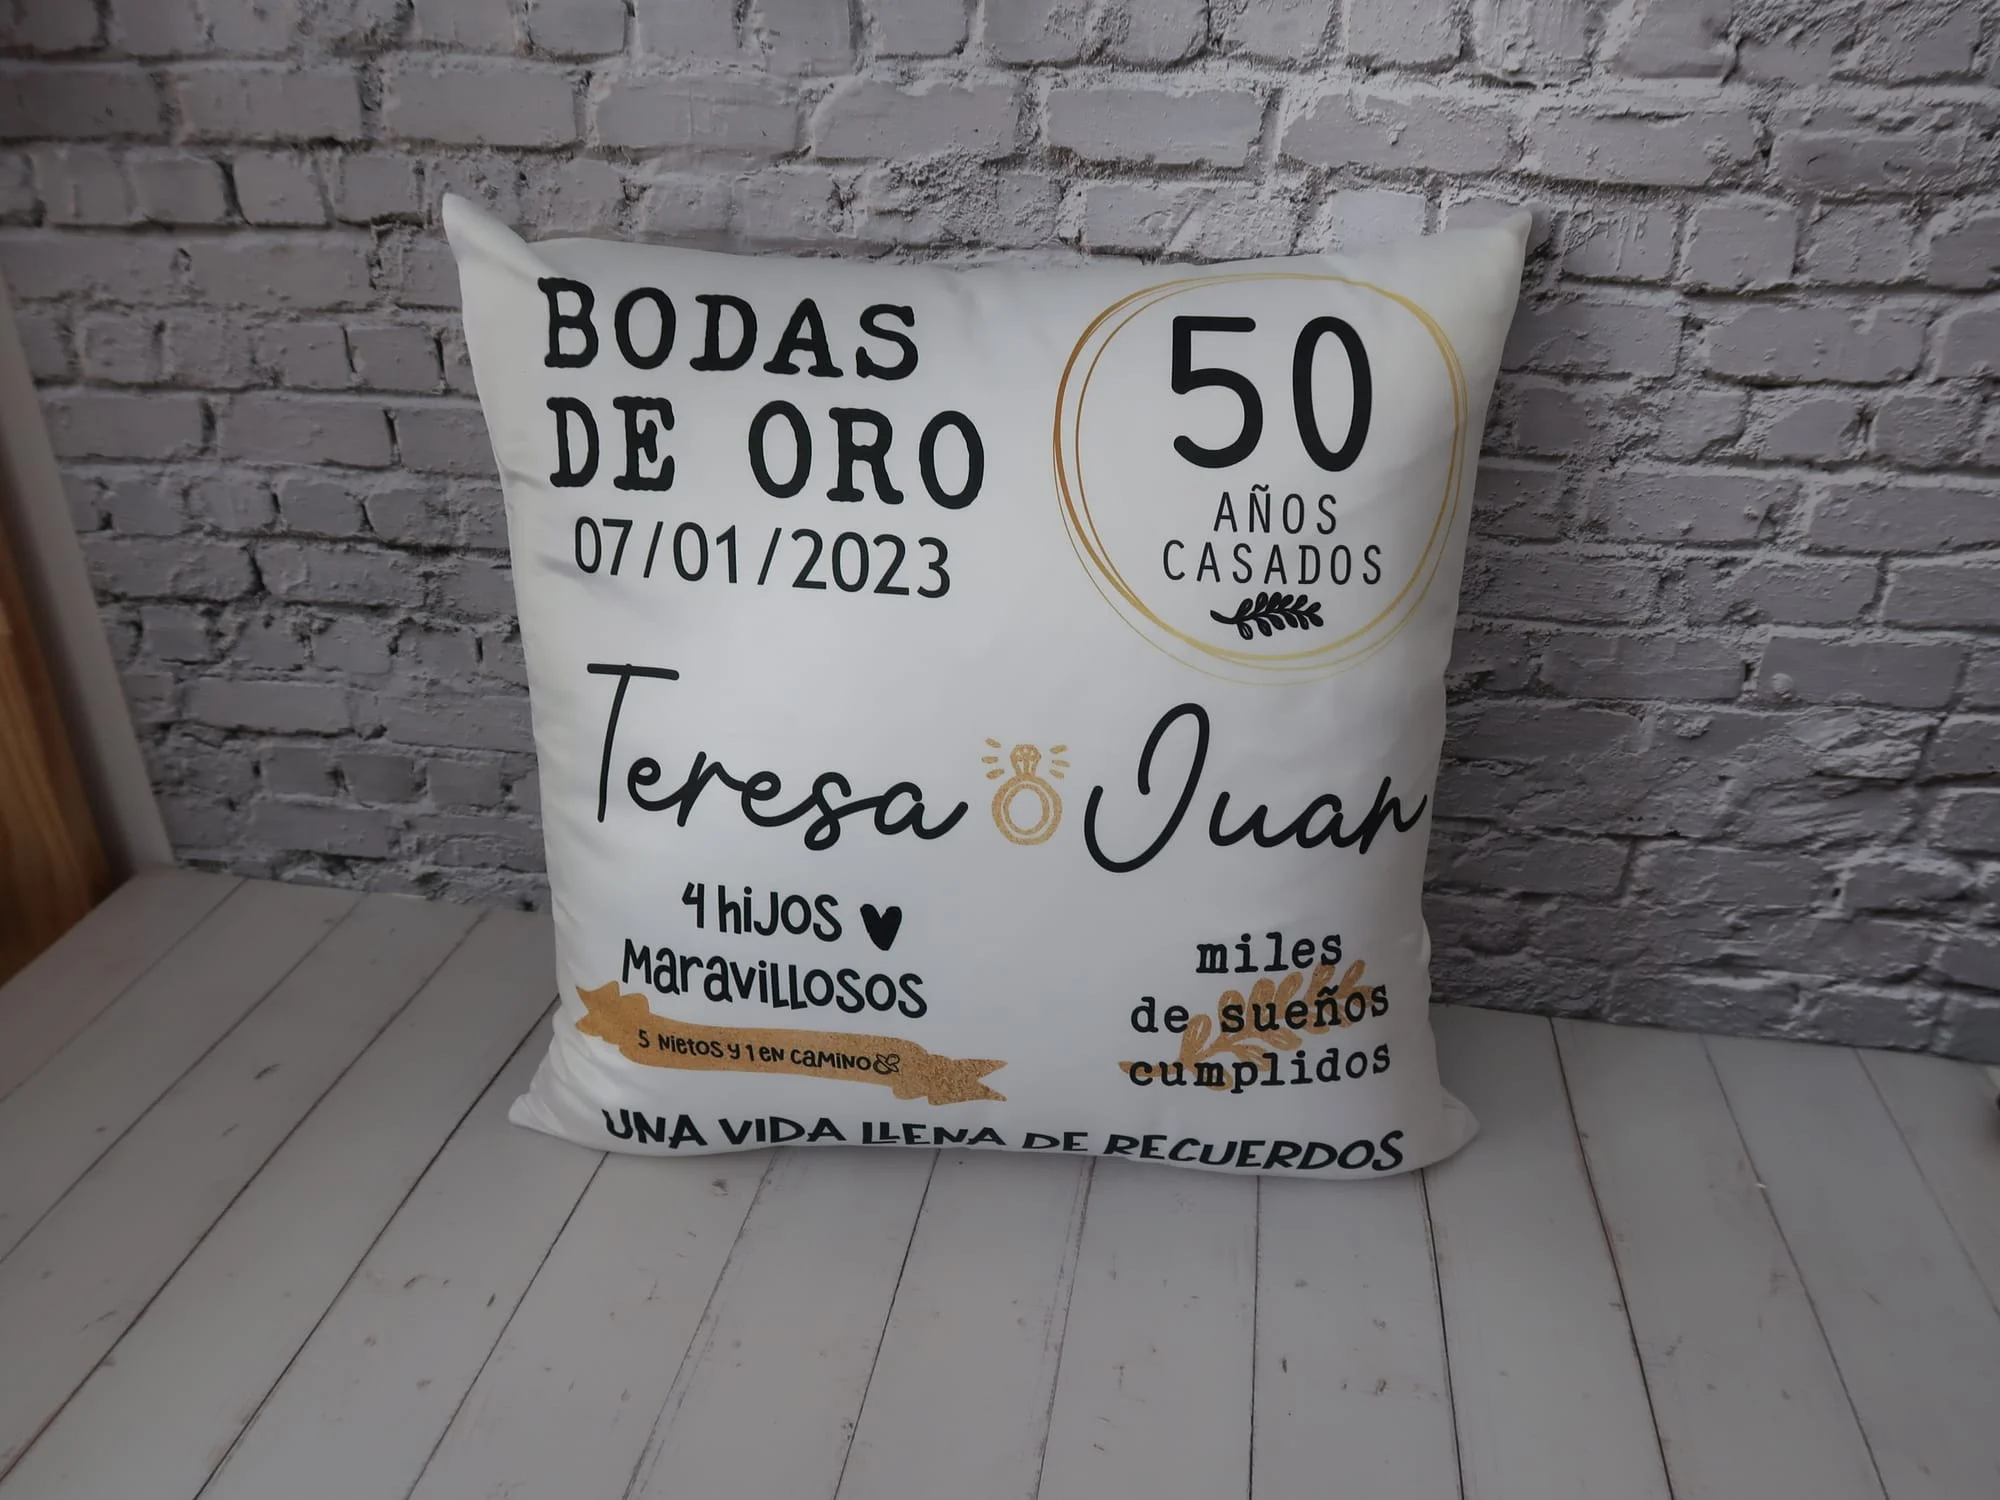 BODAS
DE ORO
07/01/2023
50
AÑOS
CASADOS
Teresa Juan
4 hijos
Maravillosos
5 Nietos y 1 en camino
miles
de sueños
cumplidos
UNA VIDA LLENA DE RECUERDOS